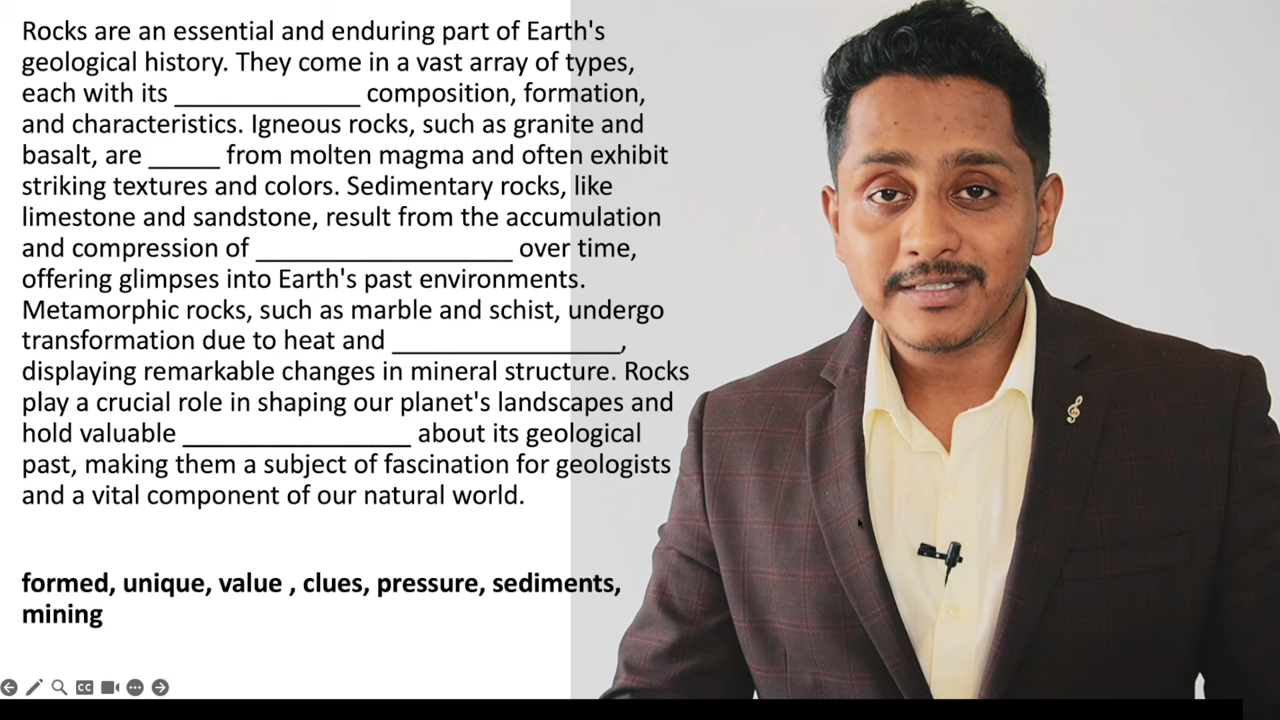 Rocks are an essential and enduring part of Earth's
geological history. They come in a vast array of types,
each with its ______________ composition, formation,
and characteristics. Igneous rocks, such as granite and
basalt, are _____ from molten magma and often exhibit
striking textures and colors. Sedimentary rocks, like
limestone and sandstone, result from the accumulation
and compression of ___________________ over time,
offering glimpses into Earth's past environments.
Metamorphic rocks, such as marble and schist, undergo
transformation due to heat and _________________,
displaying remarkable changes in mineral structure. Rocks
play a crucial role in shaping our planet's landscapes and
hold valuable _________________ about its geological
past, making them a subject of fascination for geologists
and a vital component of our natural world.
formed, unique, value , clues, pressure, sediments,
mining
CC